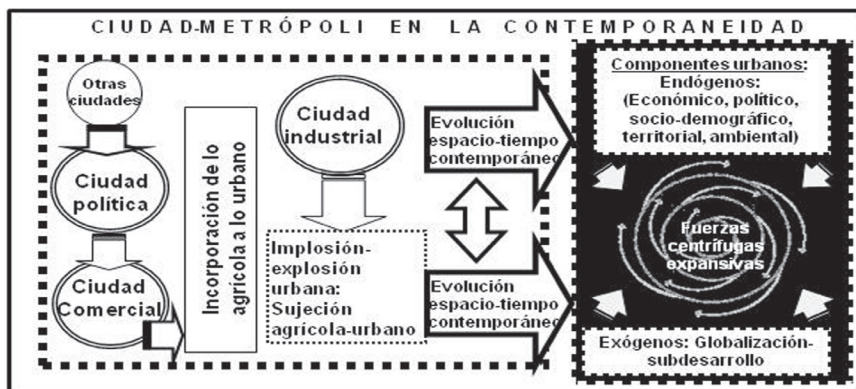 CIUDAD-METRÓPOLI EN LA CONTEMPORANEIDAD
Otras
ciudades
Ciudad
política
Ciudad
Comercial
Incorporación de lo
agrícola a lo urbano
Ciudad
industrial
Implosión-
explosión
urbana:
Sujeción
agrícola-urbano
Evolución
espacio-tiempo
contemporáneo
Evolución
espacio-tiempo
contemporáneo
Componentes urbanos:
Endógenos:
(Económico, político,
socio-demográfico,
territorial, ambiental)
Fuerzas
centrífugas
expansivas
Exógenos: Globalización-
subdesarrollo